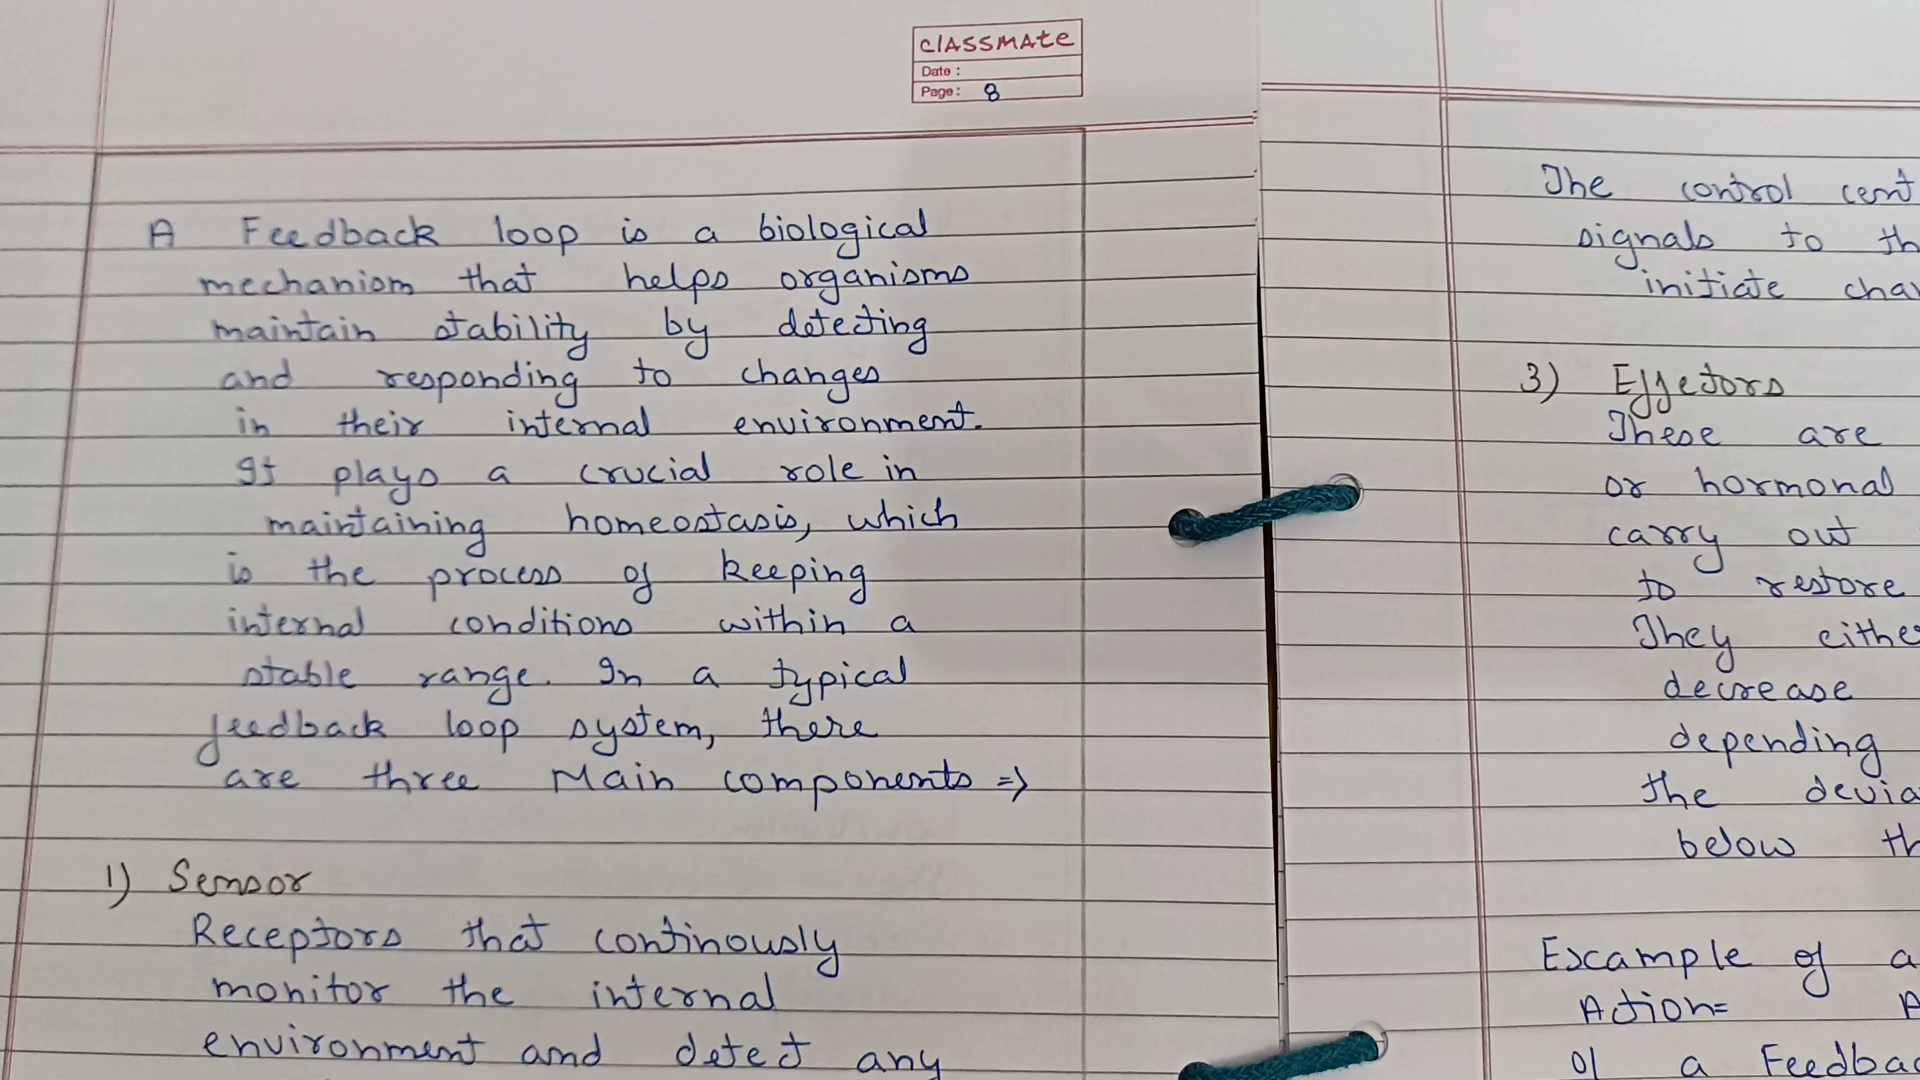 CLASSMATE
Date :
Page : 8
A Feedback loop is a biological
mechanism that helps organisms
maintain stability by detecting
and responding to changes
in their internal environment.
It plays a crucial role in
maintaining homeostasis, which
is the process of keeping
internal conditions within a
stable range. In a typical
feedback loop system, there
are three Main components =>
1) Sensor
Receptors that continously
monitor the internal
environment and detect any
The control cent
signals to th
initiate cha
3) Effectors
These are
or hormonal
carry out
to restore
They eithe
decrease
depending
the devia
below th
Example of a
Action= A
of a Feedbac